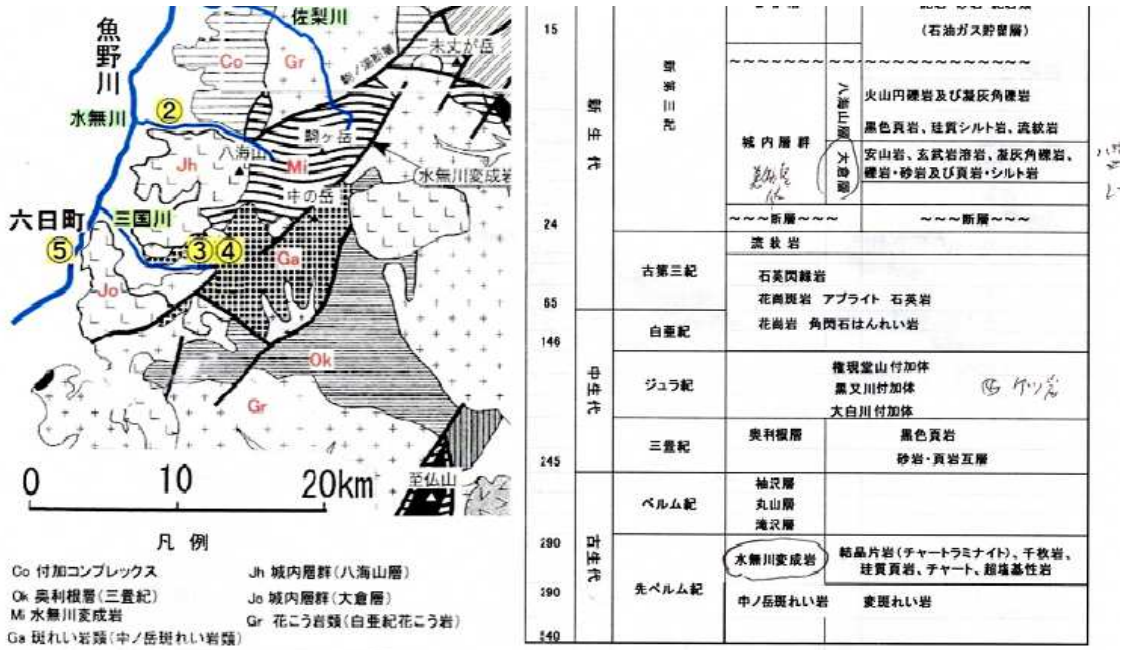 佐梨川
魚野川
未丈が岳
Co
Gr
②
水無川
駒ヶ岳
八海山
Jh
Mi
水無川変成岩
中の岳
六日町
三国川
⑤
③④
Ga
Jo
Ok
Gr
0 10 20km
至仏山
凡 例
Co 付加コンプレックス
Ok 奥利根層(三畳紀)
Mi 水無川変成岩
Ga 斑れい岩類(中ノ岳斑れい岩類)
Jh 城内層群(八海山層)
Jo 城内層群(大倉層)
Gr 花こう岩類(白亜紀花こう岩)
15
(石油ガス貯留層)
新生代
新第三紀
城内層群
八海山層
火山円礫岩及び凝灰角礫岩
黒色頁岩、珪質シルト岩、流紋岩
大倉層
安山岩、玄武岩溶岩、凝灰角礫岩、
礫岩・砂岩及び頁岩・シルト岩
24
~~~断層~~~ ~~~断層~~~
流紋岩
古第三紀
石英閃緑岩
花崗斑岩 アプライト 石英岩
65
花崗岩 角閃石はんれい岩
白亜紀
146
中生代
ジュラ紀
権現堂山付加体
黒又川付加体
大白川付加体
三畳紀
奥利根層
黒色頁岩
砂岩・頁岩互層
245
古生代
ペルム紀
袖沢層
丸山層
滝沢層
290
先ペルム紀
水無川変成岩
結晶片岩(チャートラミナイト)、千枚岩、
珪質頁岩、チャート、超塩基性岩
390
中ノ岳斑れい岩 変斑れい岩
540